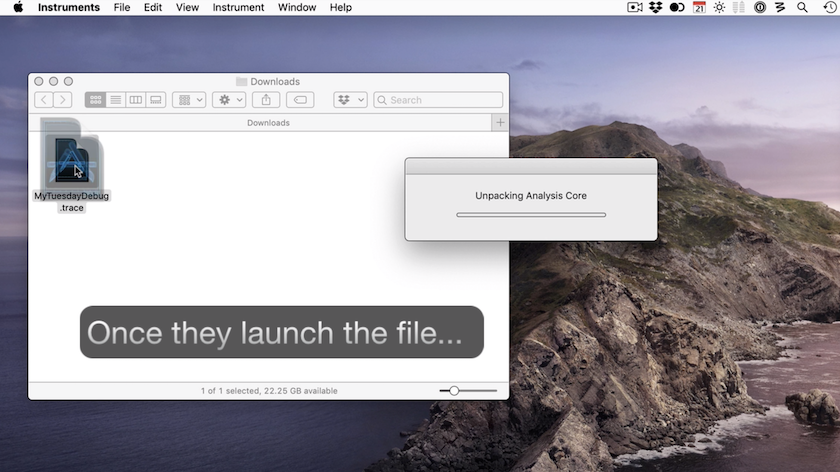 Instruments File Edit View Instrument Window Help
21
Downloads
Search
Downloads
MyTuesdayDebug
.trace
Unpacking Analysis Core
Once they launch the file...
1 of 1 selected, 22.25 GB available